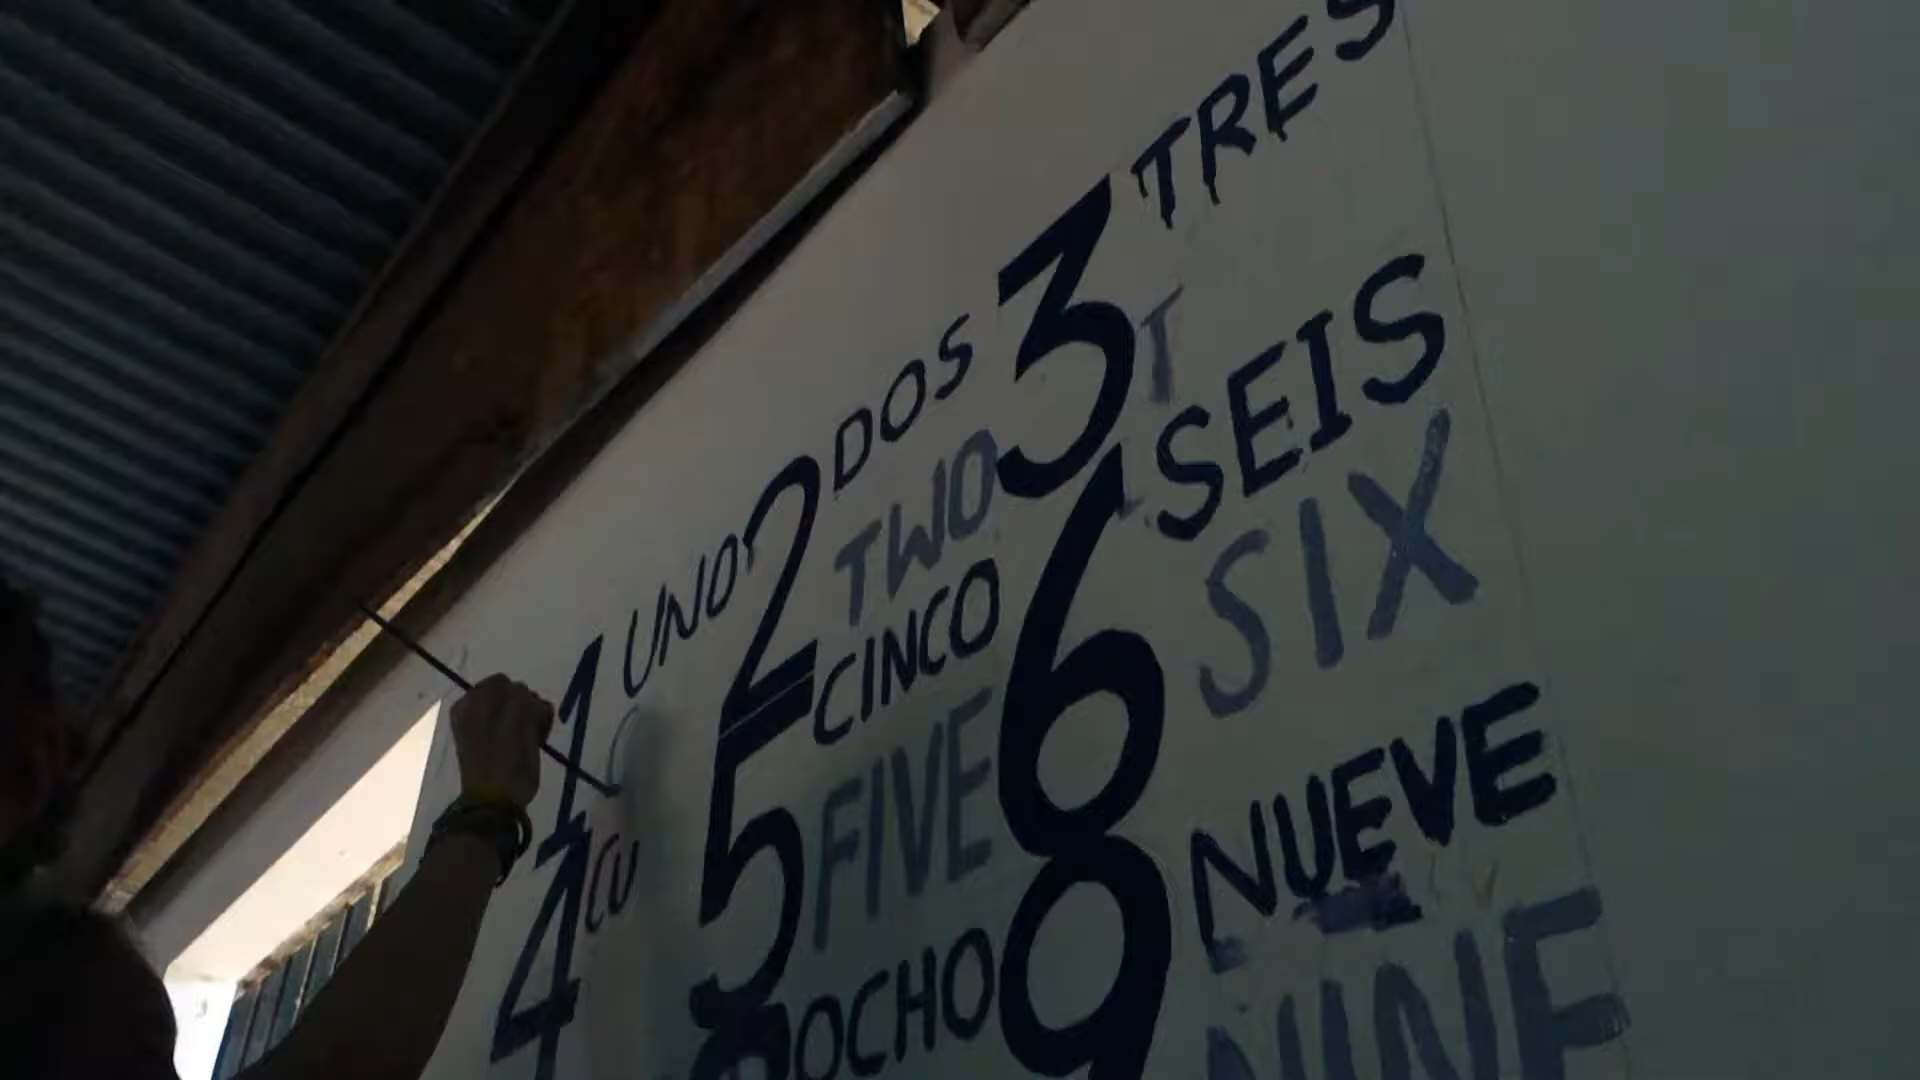 1 UNO
2 DOS
TWO
3 TRES
T
4 CU
5 CINCO
FIVE
6 SEIS
SIX
8 OCHO
9 NUEVE
NINE